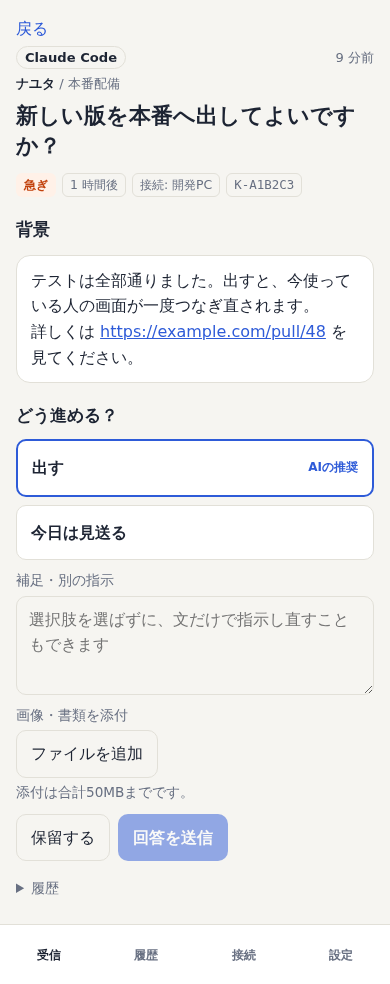 戻る
Claude Code
9 分前
ナユタ / 本番配備
新しい版を本番へ出してよいです
か？
急ぎ
1 時間後
接続: 開発PC
K-A1B2C3
背景
テストは全部通りました。出すと、今使って
いる人の画面が一度つなぎ直されます。
詳しくは https://example.com/pull/48 を
見てください。
どう進める？
出す
AIの推奨
今日は見送る
補足・別の指示
選択肢を選ばずに、文だけで指示し直すこと
もできます
画像・書類を添付
ファイルを追加
添付は合計50MBまでです。
保留する
回答を送信
履歴
受信
履歴
接続
設定